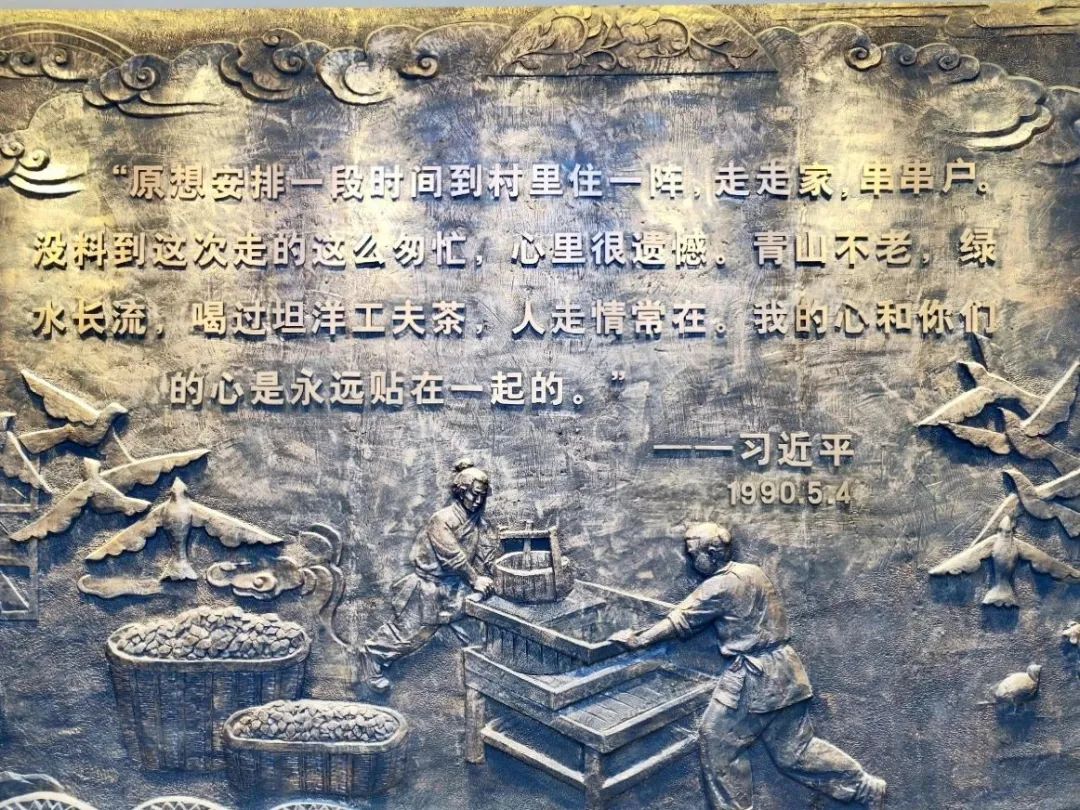 “原想安排一段时间到村里住一阵，走走家，串串户。
没料到这次走的这么匆忙，心里很遗憾。青山不老，绿
水长流，喝过坦洋工夫茶，人走情常在。我的心和你们
的心是永远贴在一起的。”
——习近平
1990.5.4